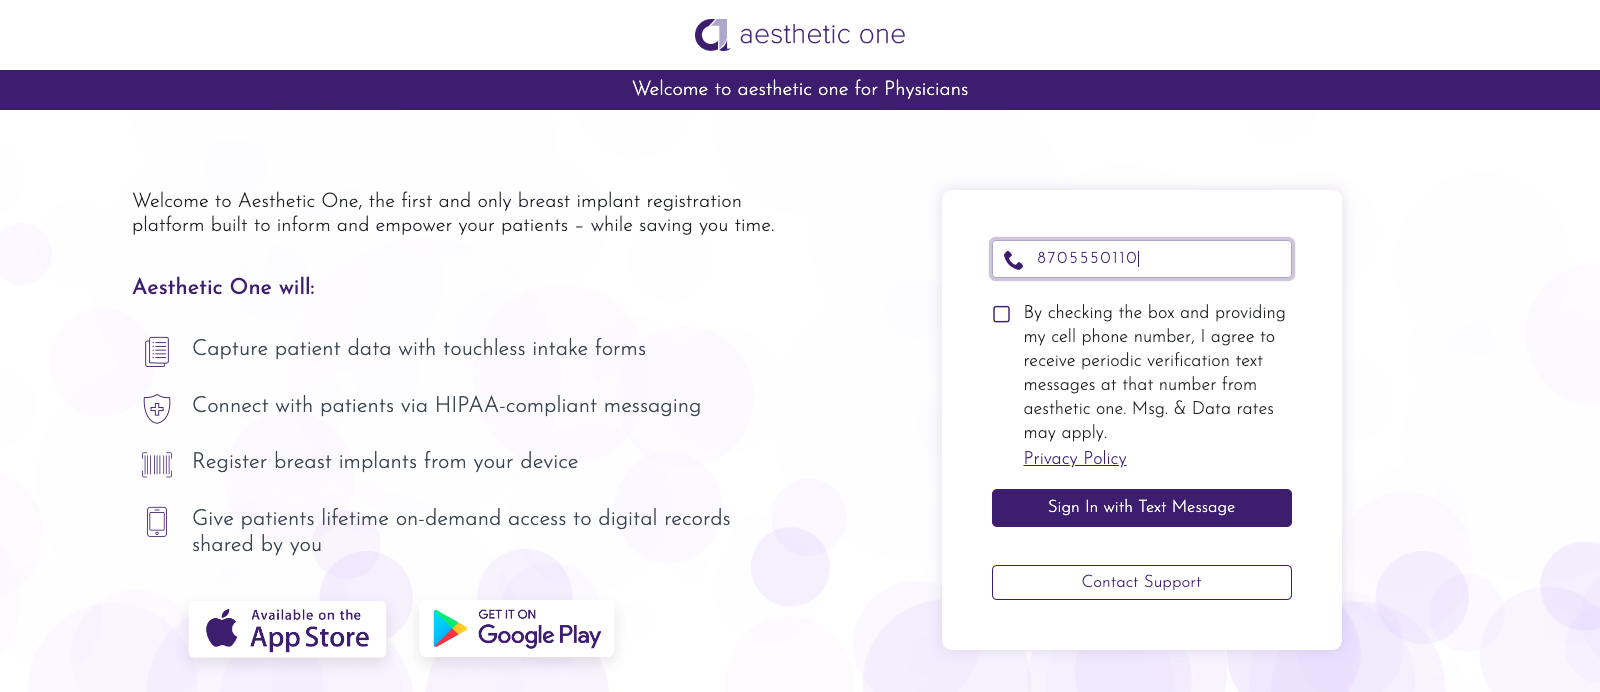 aesthetic one
Welcome to aesthetic one for Physicians
Welcome to Aesthetic One, the first and only breast implant registration
platform built to inform and empower your patients – while saving you time.
Aesthetic One will:
Capture patient data with touchless intake forms
Connect with patients via HIPAA-compliant messaging
Register breast implants from your device
Give patients lifetime on-demand access to digital records
shared by you
Available on the
App Store
GET IT ON
Google Play
8705550110
By checking the box and providing
my cell phone number, I agree to
receive periodic verification text
messages at that number from
aesthetic one. Msg. & Data rates
may apply.
Privacy Policy
Sign In with Text Message
Contact Support